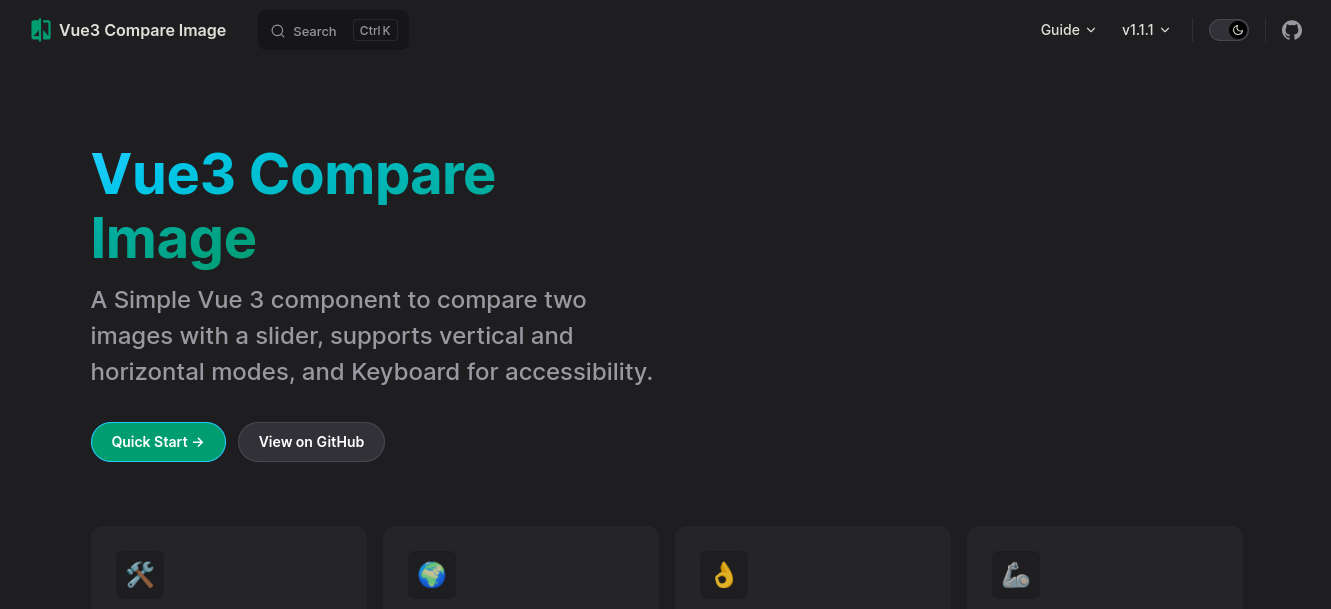 Vue3 Compare Image
Search
Ctrl K
Guide
v1.1.1
Vue3 Compare
Image
A Simple Vue 3 component to compare two
images with a slider, supports vertical and
horizontal modes, and Keyboard for accessibility.
Quick Start →
View on GitHub